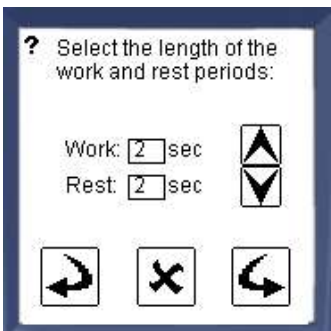 ? Select the length of the
work and rest periods:
Work: 2 sec
Rest: 2 sec